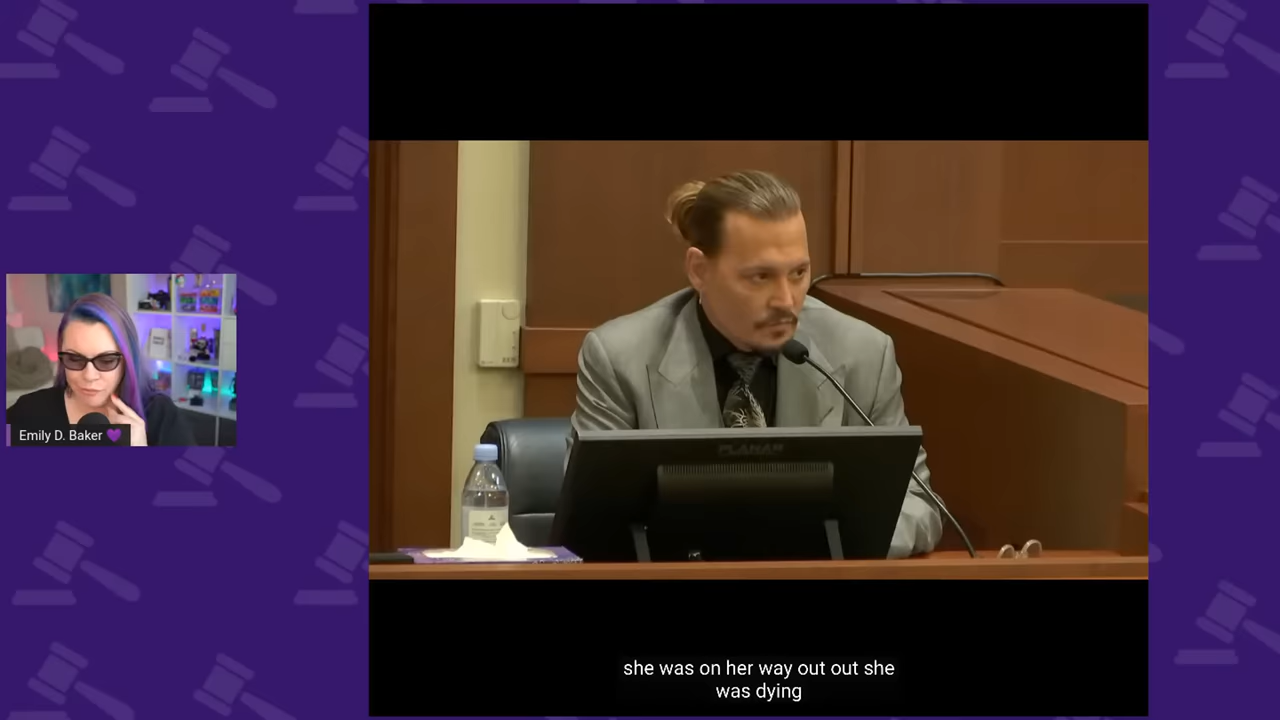 PLANAR
Emily D. Baker 💜
she was on her way out out she
was dying